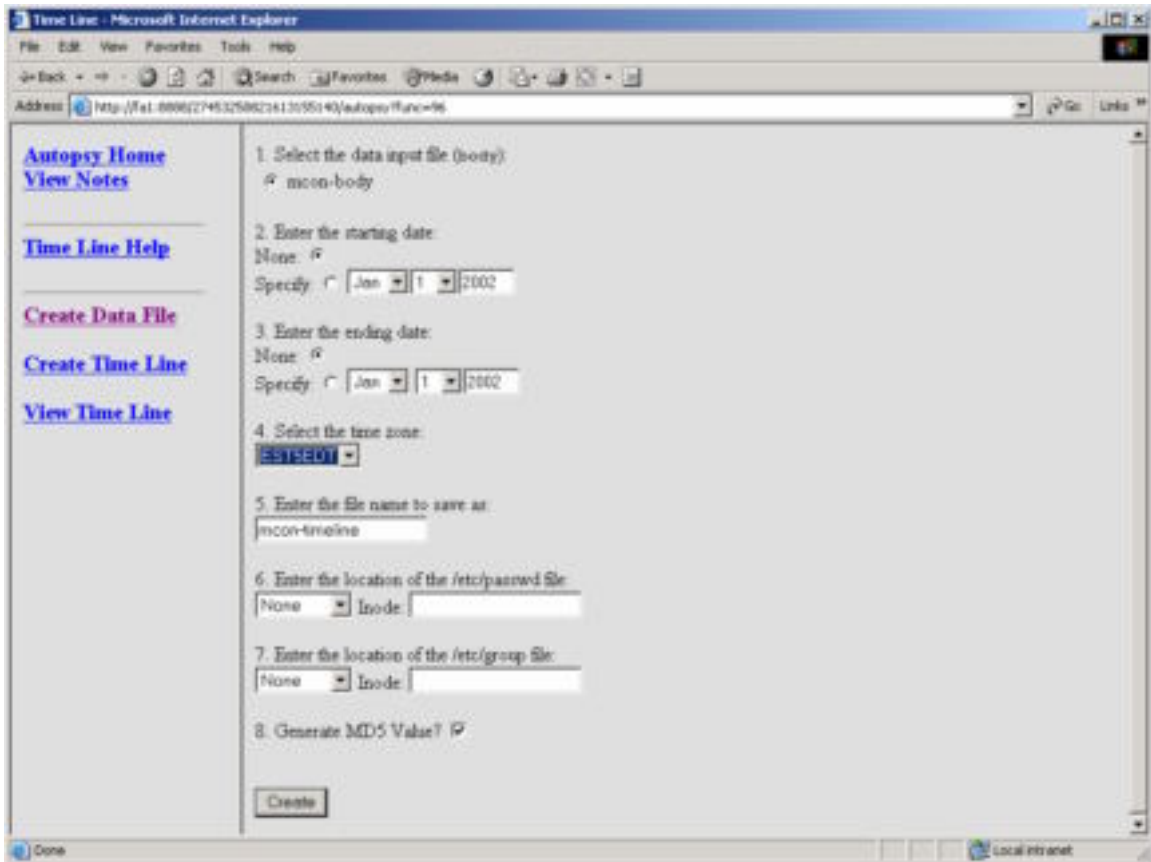 Time Line - Microsoft Internet Explorer
File Edit View Favorites Tools Help
Back Search Favorites Media
Address Go Links »
Autopsy Home
View Notes
Time Line Help
Create Data File
Create Time Line
View Time Line
1. Select the data input file (body):
mcon-body
2. Enter the starting date:
None:
Specify: Jan 1 2002
3. Enter the ending date:
None:
Specify: Jan 1 2002
4. Select the time zone:
EST5EDT
5. Enter the file name to save as:
mcon-timeline
6. Enter the location of the /etc/passwd file:
None Inode:
7. Enter the location of the /etc/group file:
None Inode:
8. Generate MD5 Value?
Create
Done Local intranet